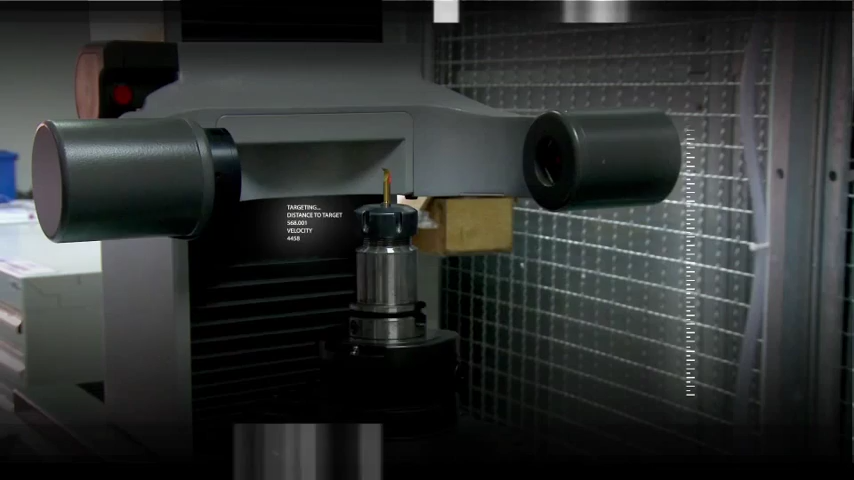 TARGETING...
DISTANCE TO TARGET
568.001
VELOCITY
4458